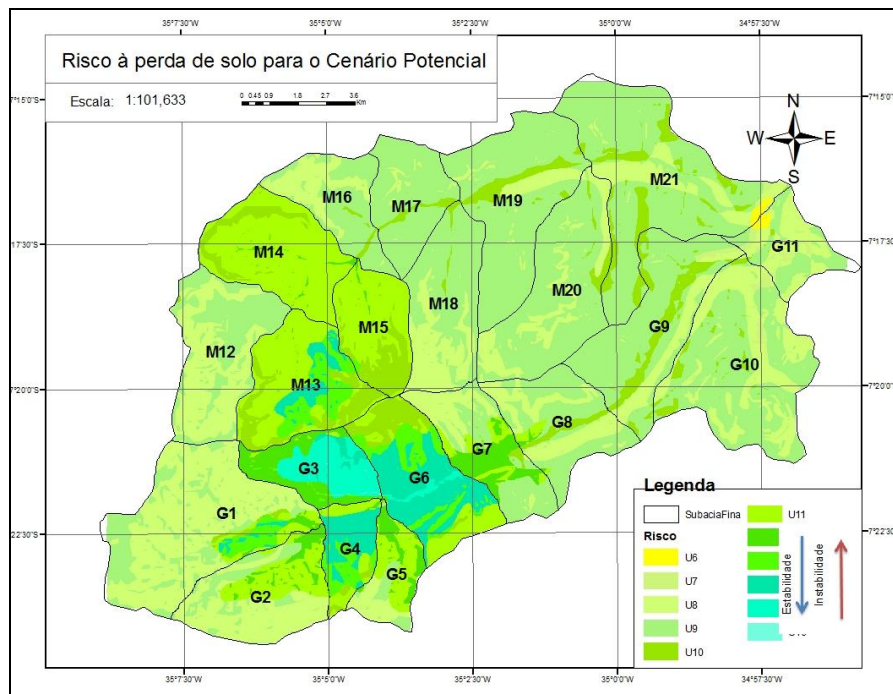 35°7'30"W 35°5'0"W 35°2'30"W 35°0'0"W 34°57'30"W
Risco à perda de solo para o Cenário Potencial
Escala: 1:101,633
0 0.45 0.9 1.8 2.7 3.6
Km
7°15'0"S 7°15'0"
N
W E
S
M16
M17
M19
M21
M14
G11
7°17'30"S 7°17'30"
M18
M20
M15
G9
M12
M13
G10
7°20'0"S 7°20'0"
G8
G7
G3
G6
G1
22'30"S 7°22'30"
G4
G5
G2
Legenda
SubaciaFina
Risco
U6
U7
U8
U9
U10
U11
Estabilidade
Instabilidade
35°7'30"W 35°5'0"W 35°2'30"W 35°0'0"W 34°57'30"W